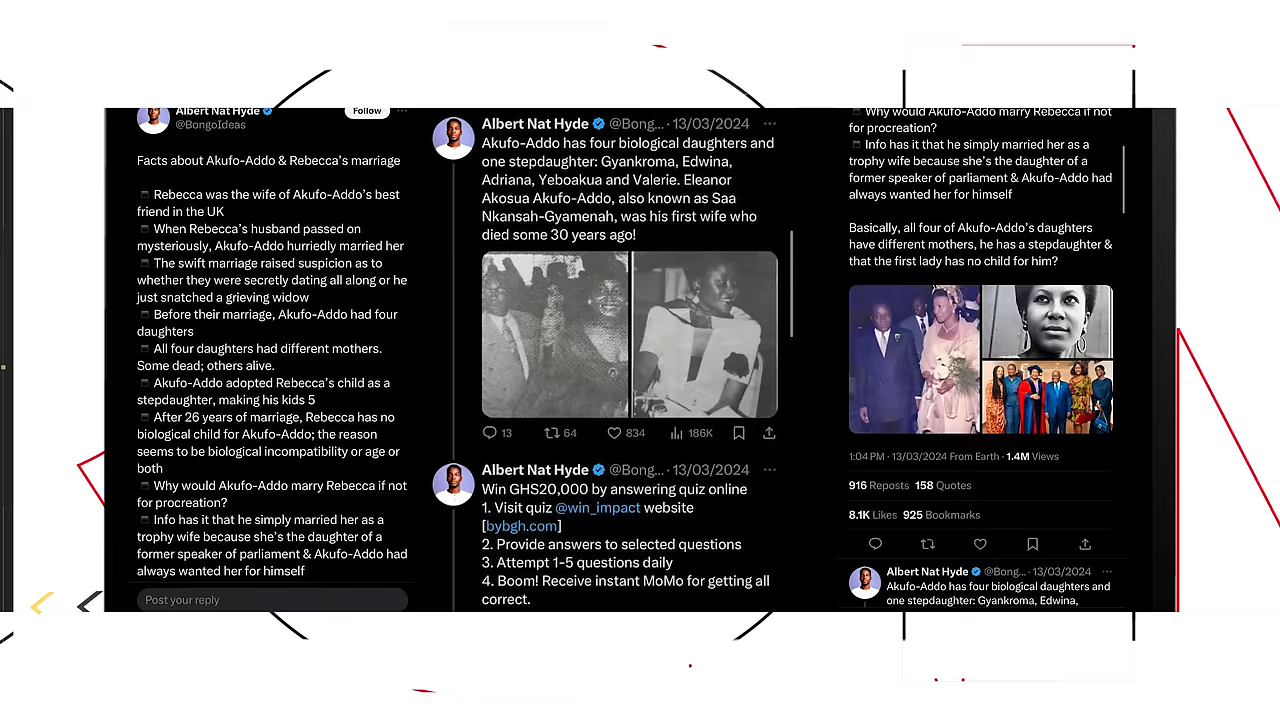 Albert Nat Hyde
Follow
@BongoIdeas
Facts about Akufo-Addo & Rebecca's marriage
Rebecca was the wife of Akufo-Addo's best
friend in the UK
When Rebecca's husband passed on
mysteriously, Akufo-Addo hurriedly married her
The swift marriage raised suspicion as to
whether they were secretly dating all along or he
just snatched a grieving widow
Before their marriage, Akufo-Addo had four
daughters
All four daughters had different mothers.
Some dead; others alive.
Akufo-Addo adopted Rebecca's child as a
stepdaughter, making his kids 5
After 26 years of marriage, Rebecca has no
biological child for Akufo-Addo; the reason
seems to be biological incompatibility or age or
both
Why would Akufo-Addo marry Rebecca if not
for procreation?
Info has it that he simply married her as a
trophy wife because she's the daughter of a
former speaker of parliament & Akufo-Addo had
always wanted her for himself
Post your reply
Albert Nat Hyde @Bong... · 13/03/2024 ...
Akufo-Addo has four biological daughters and
one stepdaughter: Gyankroma, Edwina,
Adriana, Yeboakua and Valerie. Eleanor
Akosua Akufo-Addo, also known as Saa
Nkansah-Gyamenah, was his first wife who
died some 30 years ago!
13 64 834 186K
Albert Nat Hyde @Bong... · 13/03/2024 ...
Win GHS20,000 by answering quiz online
1. Visit quiz @win_impact website
[bybgh.com]
2. Provide answers to selected questions
3. Attempt 1-5 questions daily
4. Boom! Receive instant MoMo for getting all
correct.
Why would Akufo-Addo marry Rebecca if not
for procreation?
Info has it that he simply married her as a
trophy wife because she's the daughter of a
former speaker of parliament & Akufo-Addo had
always wanted her for himself
Basically, all four of Akufo-Addo's daughters
have different mothers, he has a stepdaughter &
that the first lady has no child for him?
1:04 PM · 13/03/2024 From Earth · 1.4M Views
916 Reposts 158 Quotes
8.1K Likes 925 Bookmarks
Albert Nat Hyde @Bong... · 13/03/2024 ...
Akufo-Addo has four biological daughters and
one stepdaughter: Gyankroma, Edwina,